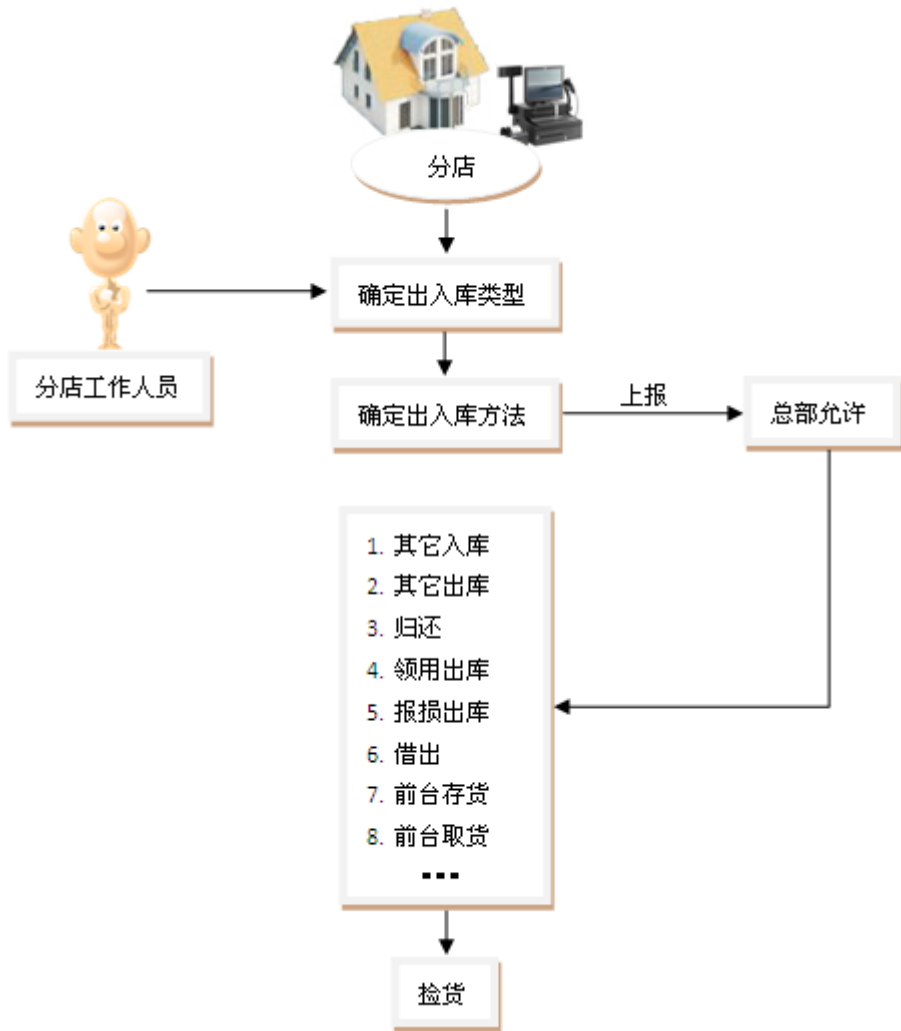 分店
确定出入库类型
分店工作人员
确定出入库方法
上报
总部允许
1. 其它入库
2. 其它出库
3. 归还
4. 领用出库
5. 报损出库
6. 借出
7. 前台存货
8. 前台取货
...
捡货